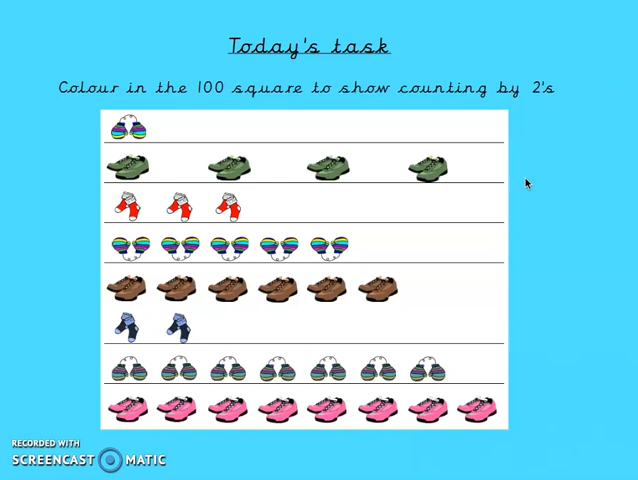 Today's task
Colour in the 100 square to show counting by 2's
RECORDED WITH
SCREENCAST MATIC